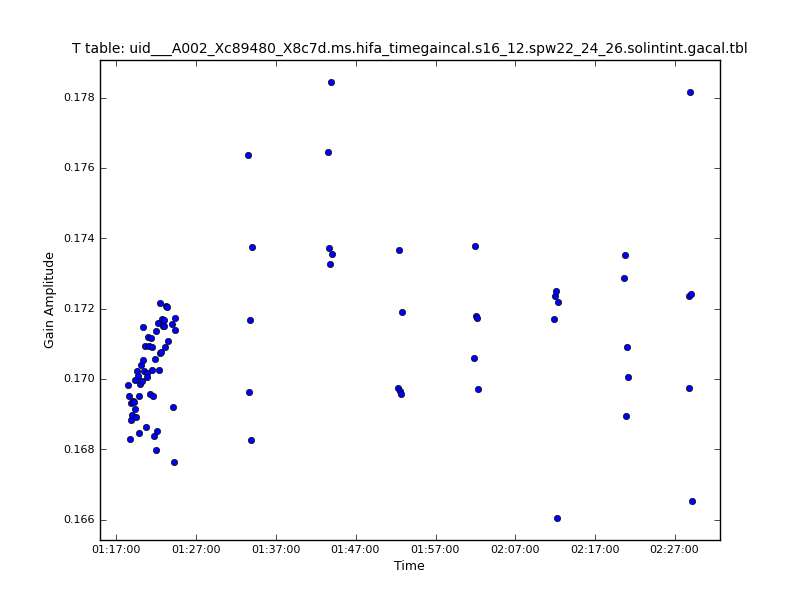 T table: uid___A002_Xc89480_X8c7d.ms.hifa_timegaincal.s16_12.spw22_24_26.solintint.gacal.tbl
0.178
0.176
0.174
0.172
0.170
0.168
0.166
Gain Amplitude
01:17:00 01:27:00 01:37:00 01:47:00 01:57:00 02:07:00 02:17:00 02:27:00
Time